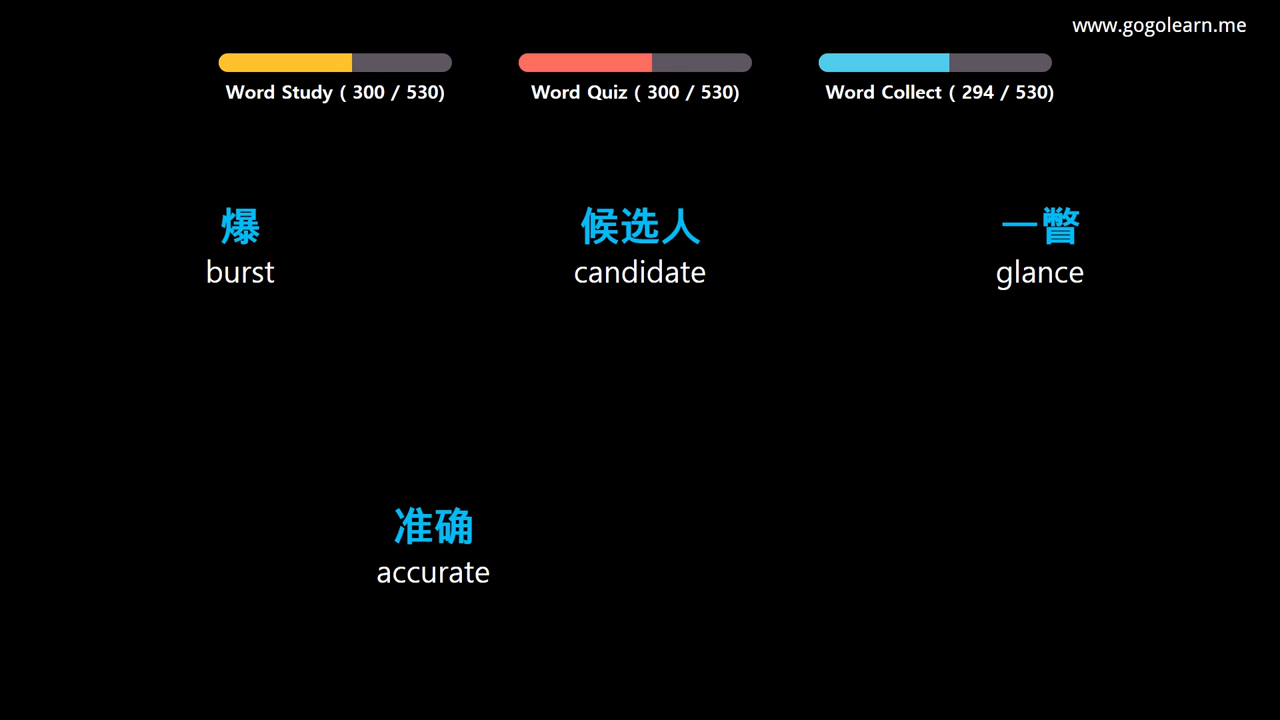 www.gogolearn.me
Word Study ( 300 / 530)
Word Quiz ( 300 / 530)
Word Collect ( 294 / 530)
爆
burst
候选人
candidate
一瞥
glance
准确
accurate